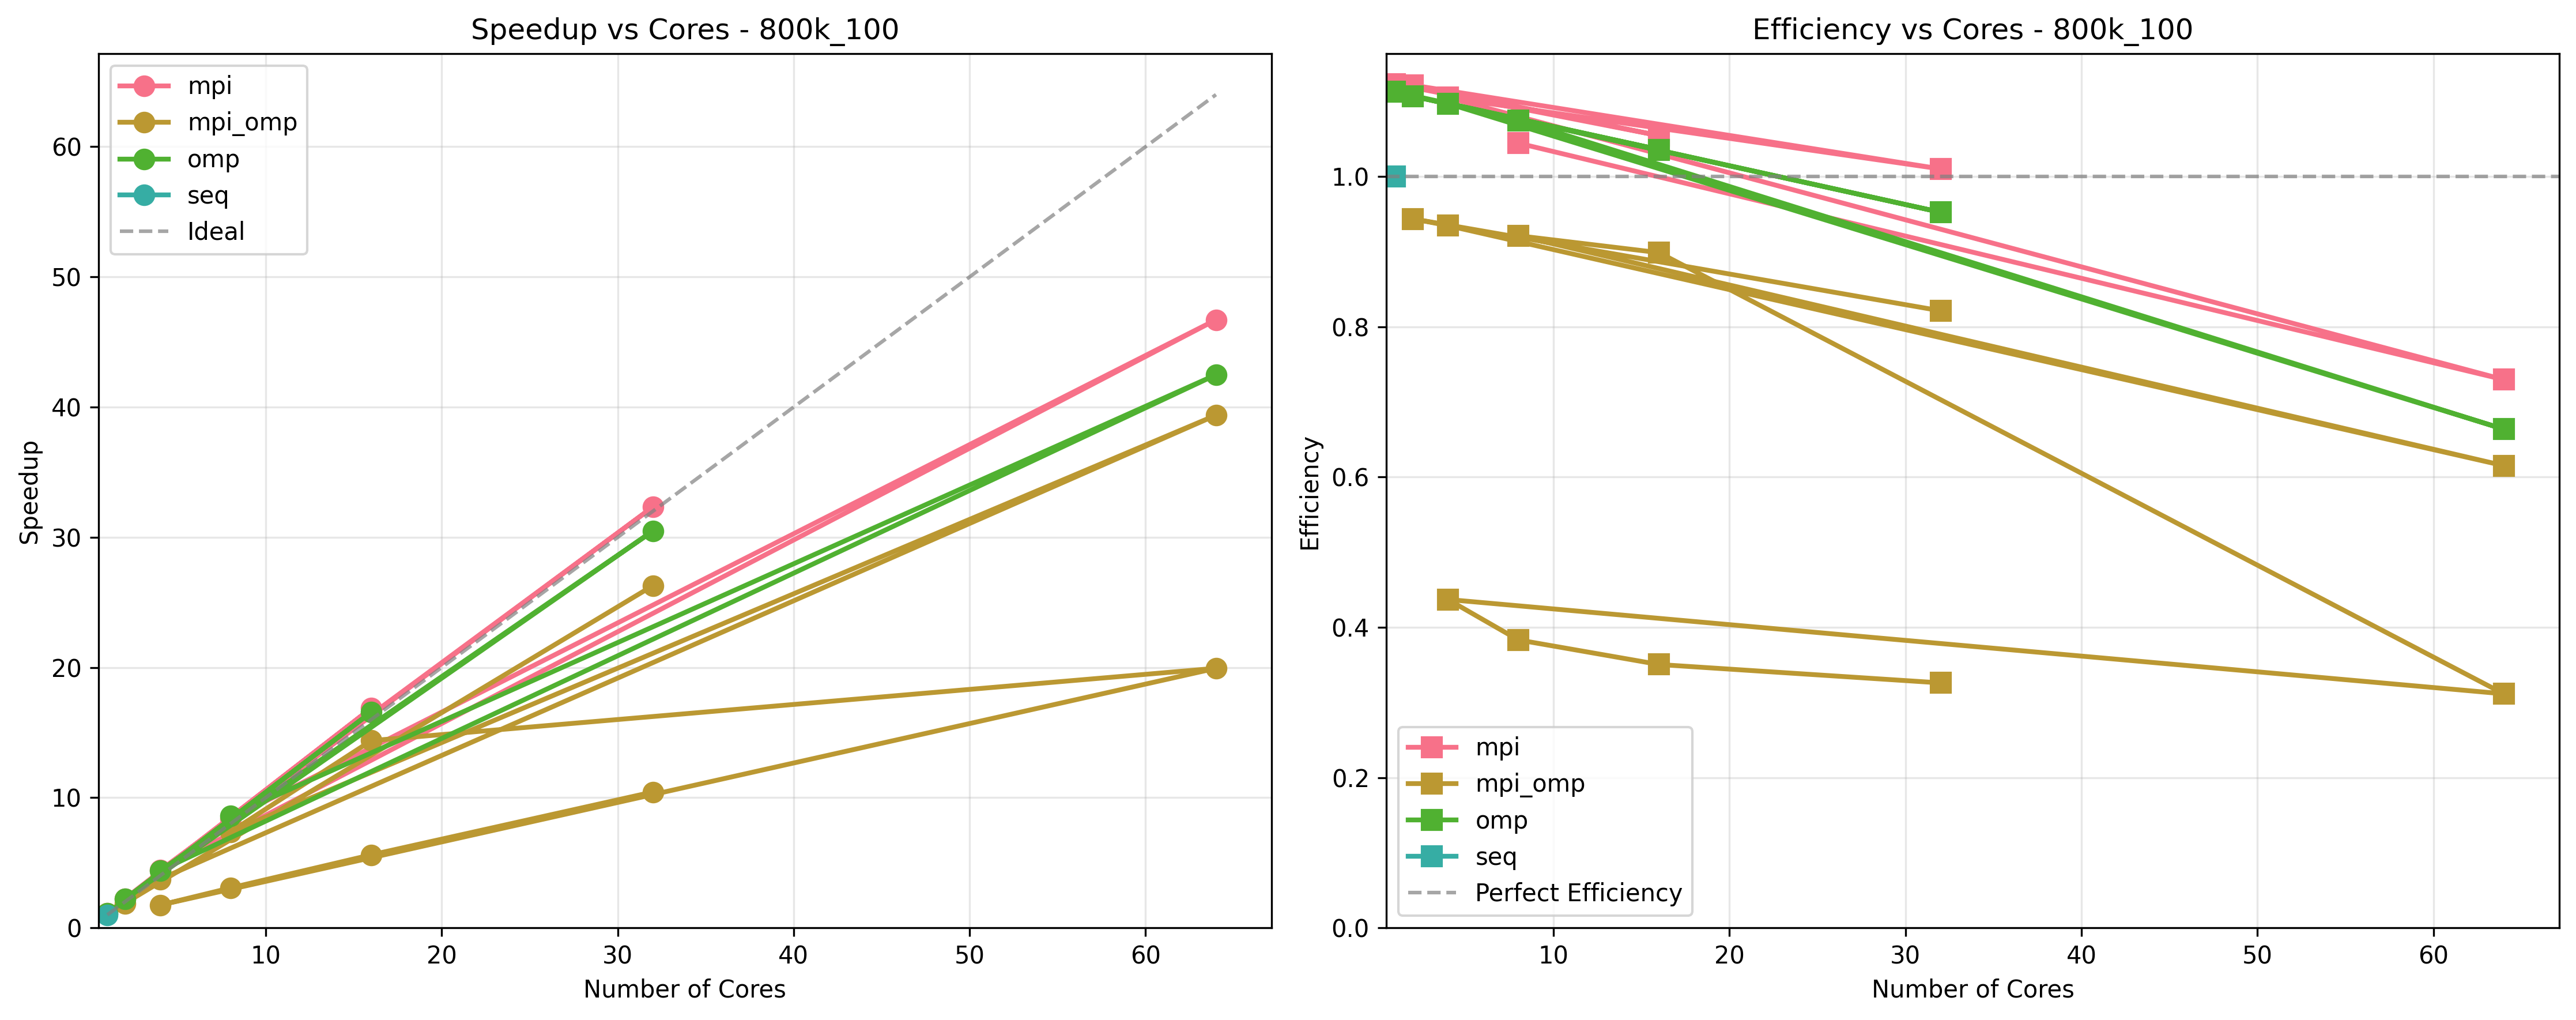 Speedup vs Cores - 800k_100
mpi
mpi_omp
omp
seq
Ideal
Speedup
60
50
40
30
20
10
0
10
20
30
40
50
60
Number of Cores
Efficiency vs Cores - 800k_100
Efficiency
1.0
0.8
0.6
0.4
0.2
0.0
mpi
mpi_omp
omp
seq
Perfect Efficiency
10
20
30
40
50
60
Number of Cores